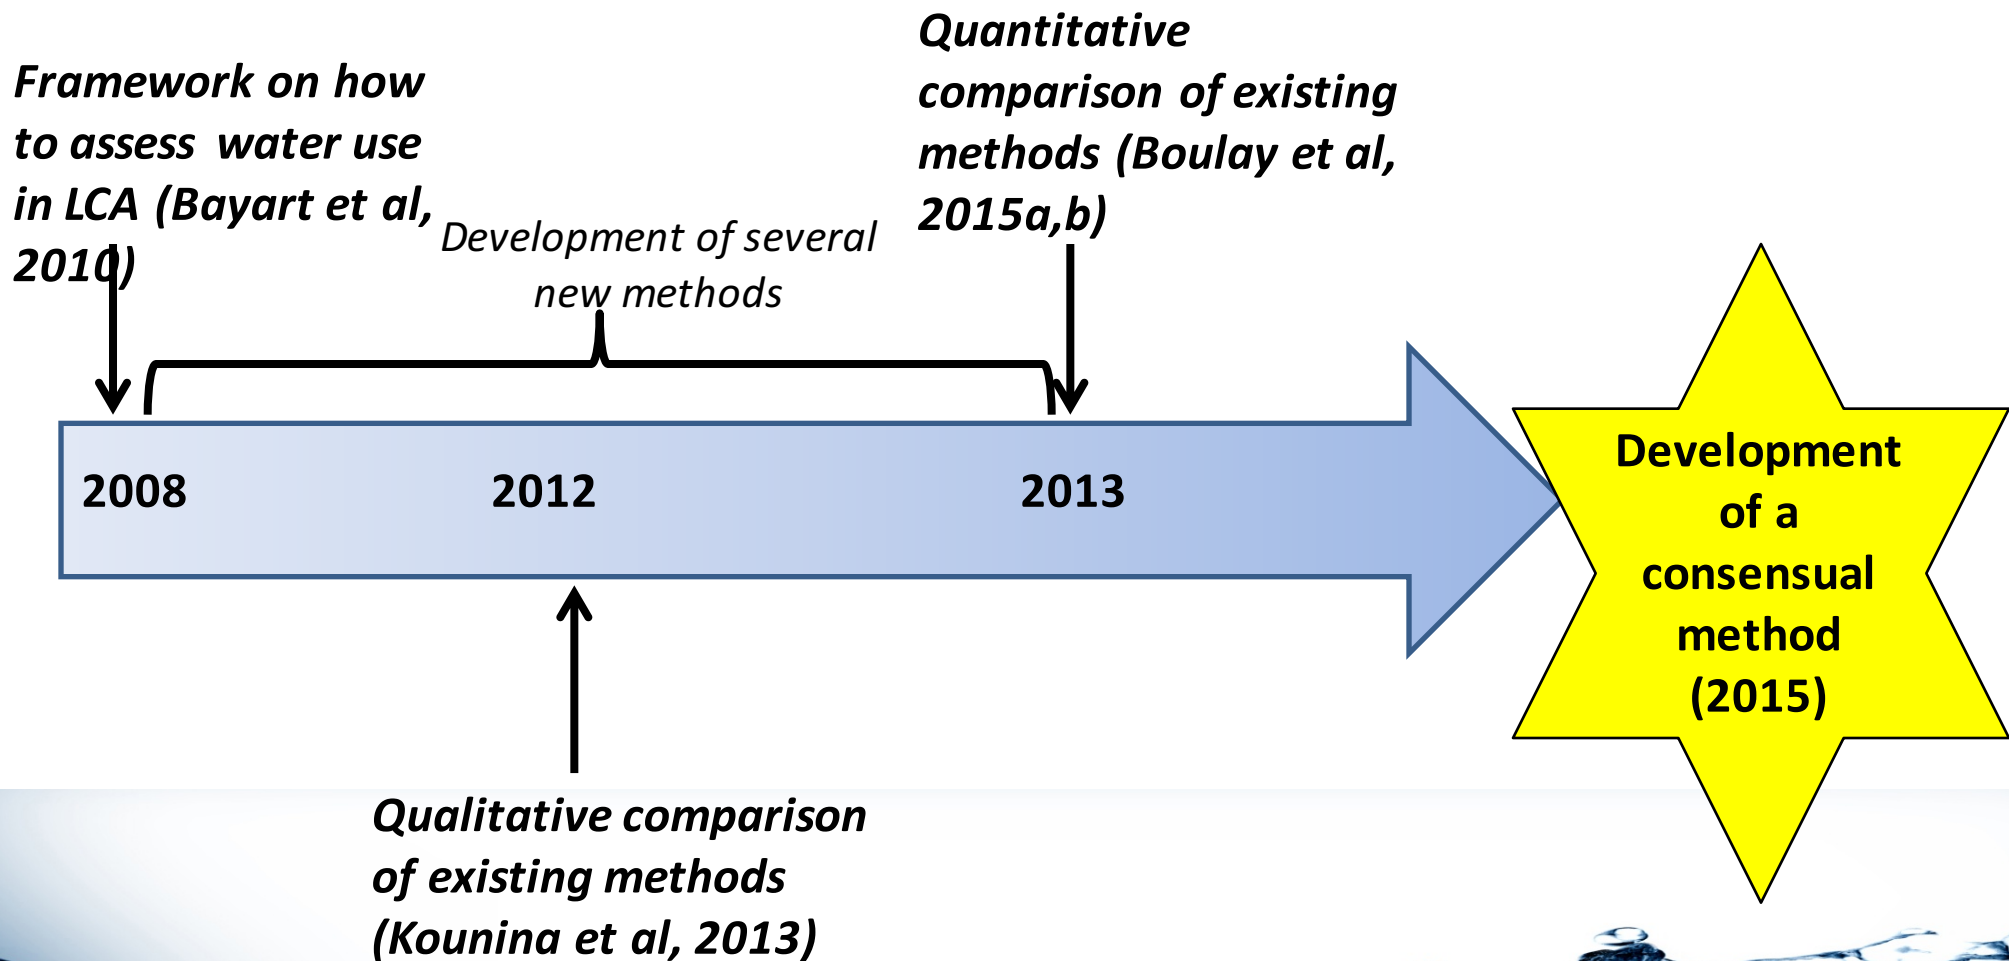 Framework on how
to assess water use
in LCA (Bayart et al,
2010)
Development of several
new methods
Quantitative
comparison of existing
methods (Boulay et al,
2015a,b)
2008
2012
2013
Development
of a
consensual
method
(2015)
Qualitative comparison
of existing methods
(Kounina et al, 2013)